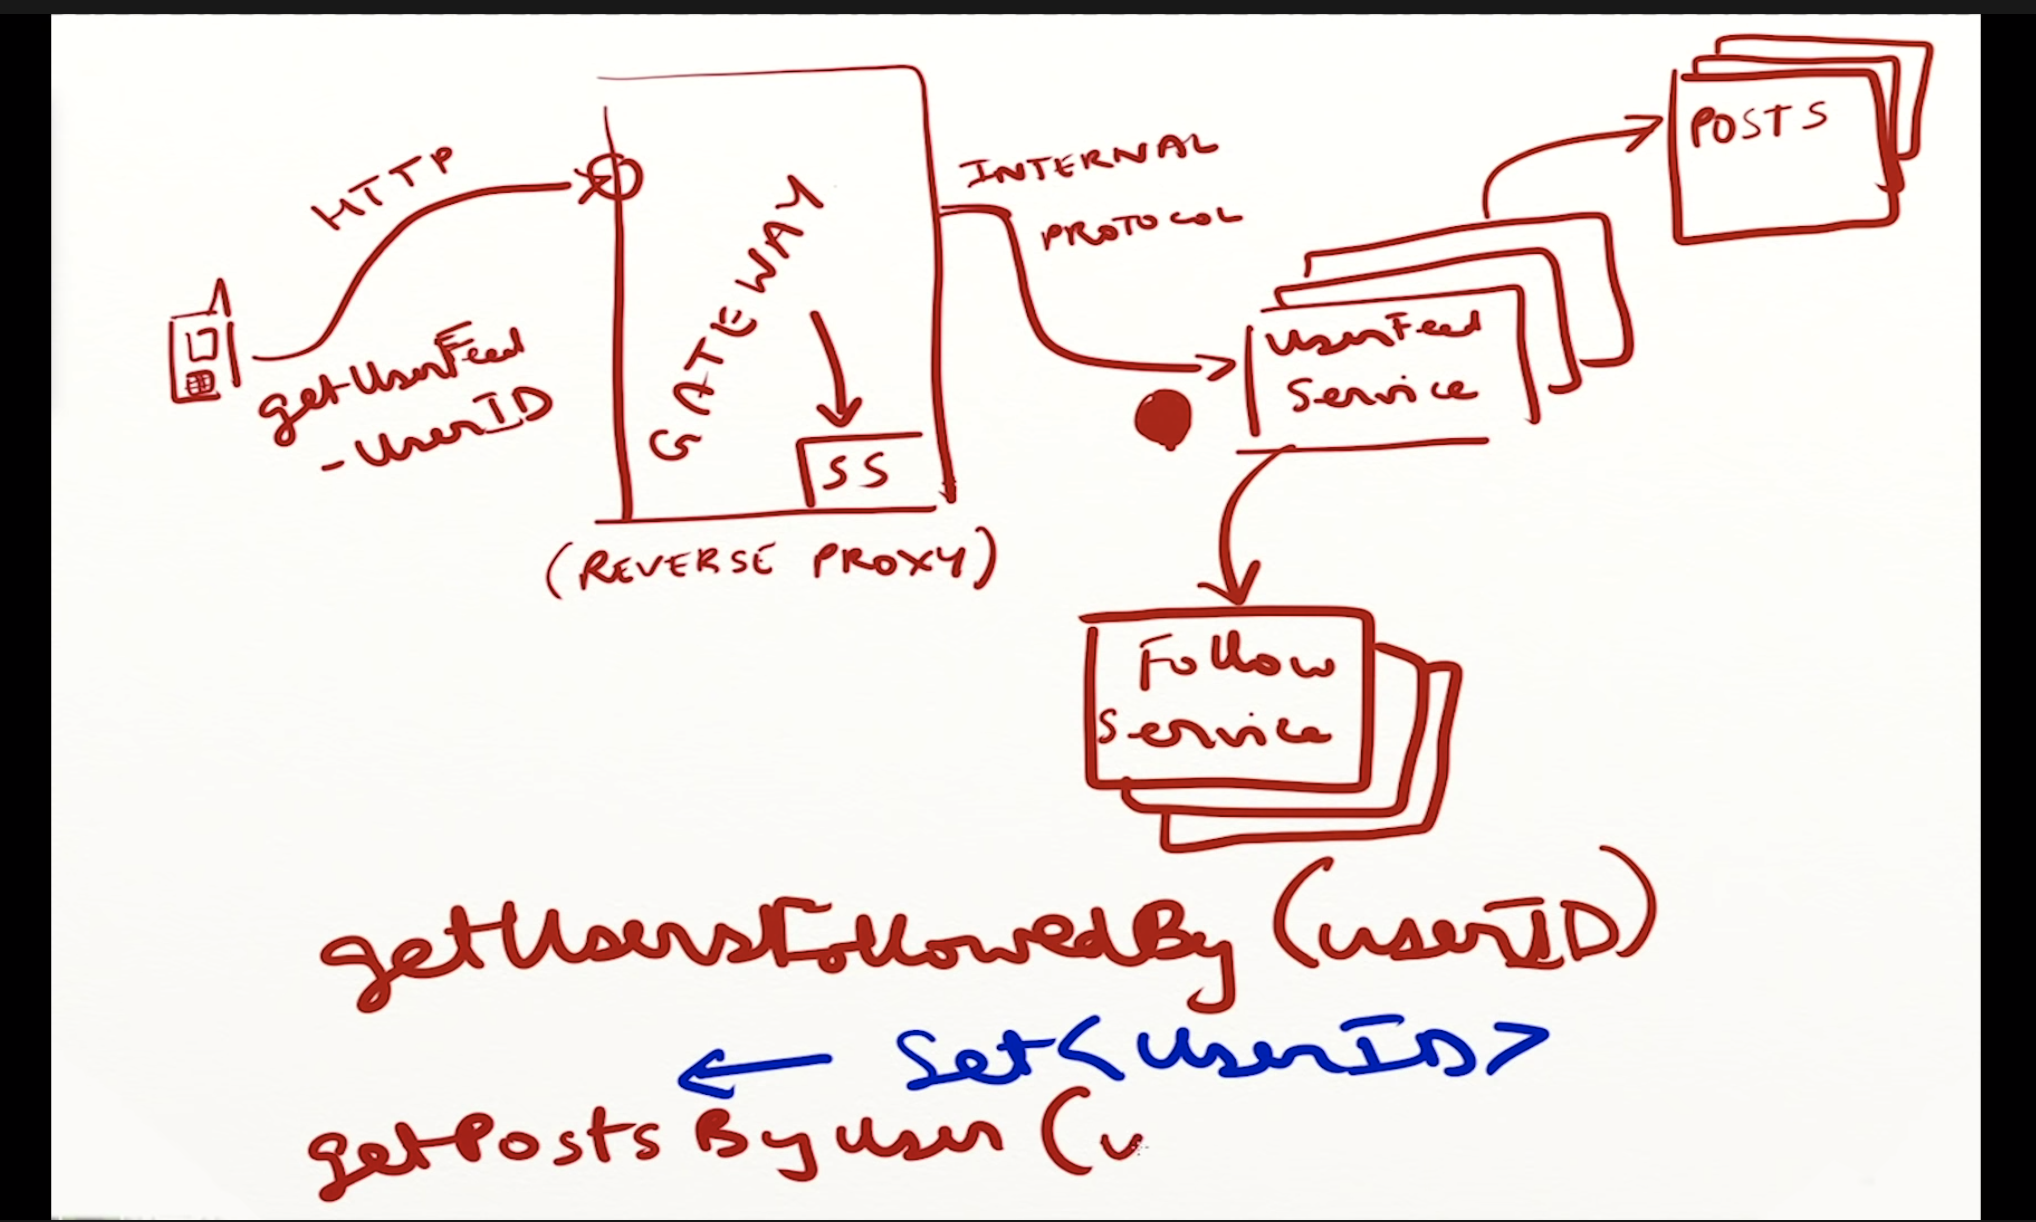 HTTP
getUserFeed
- UserID
GATEWAY
SS
(REVERSE PROXY)
INTERNAL
PROTOCOL
UserFeed
Service
POSTS
Follow
Service
getUsersFollowedBy (userID)
← Set<UserID>
getPostsByUser (u